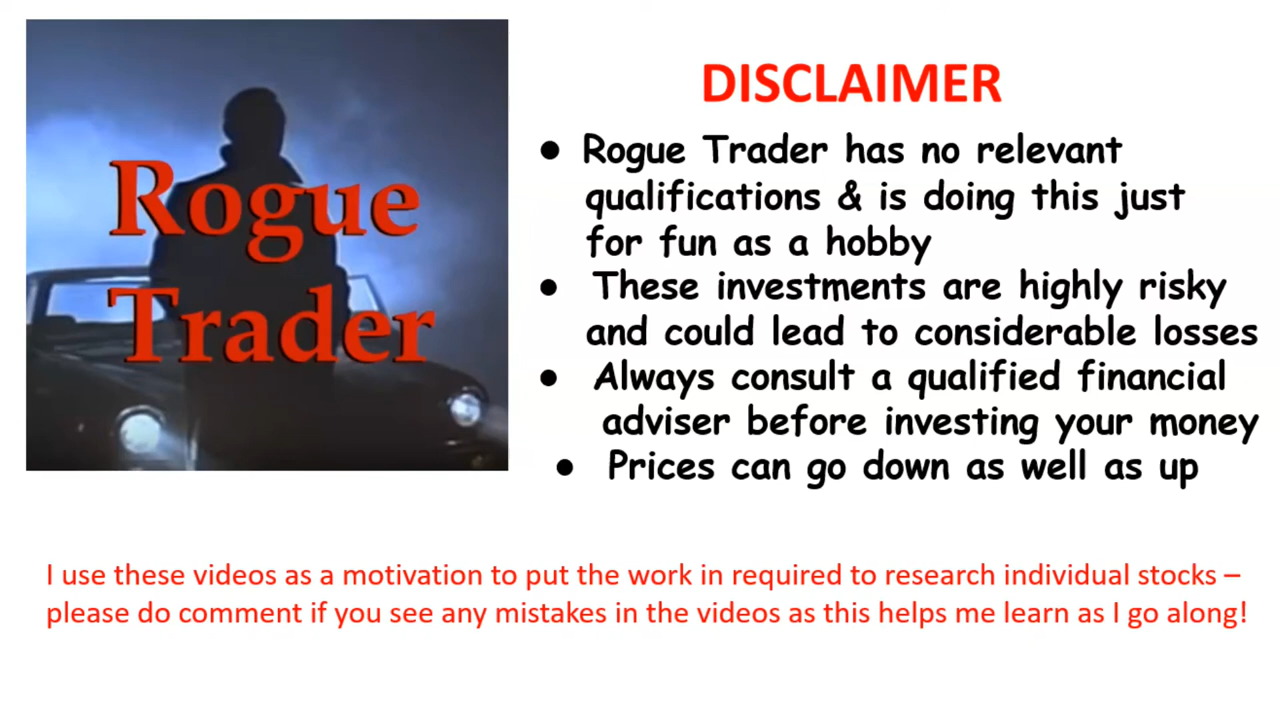 Rogue
Trader
DISCLAIMER
● Rogue Trader has no relevant
qualifications & is doing this just
for fun as a hobby
● These investments are highly risky
and could lead to considerable losses
● Always consult a qualified financial
adviser before investing your money
● Prices can go down as well as up
I use these videos as a motivation to put the work in required to research individual stocks –
please do comment if you see any mistakes in the videos as this helps me learn as I go along!